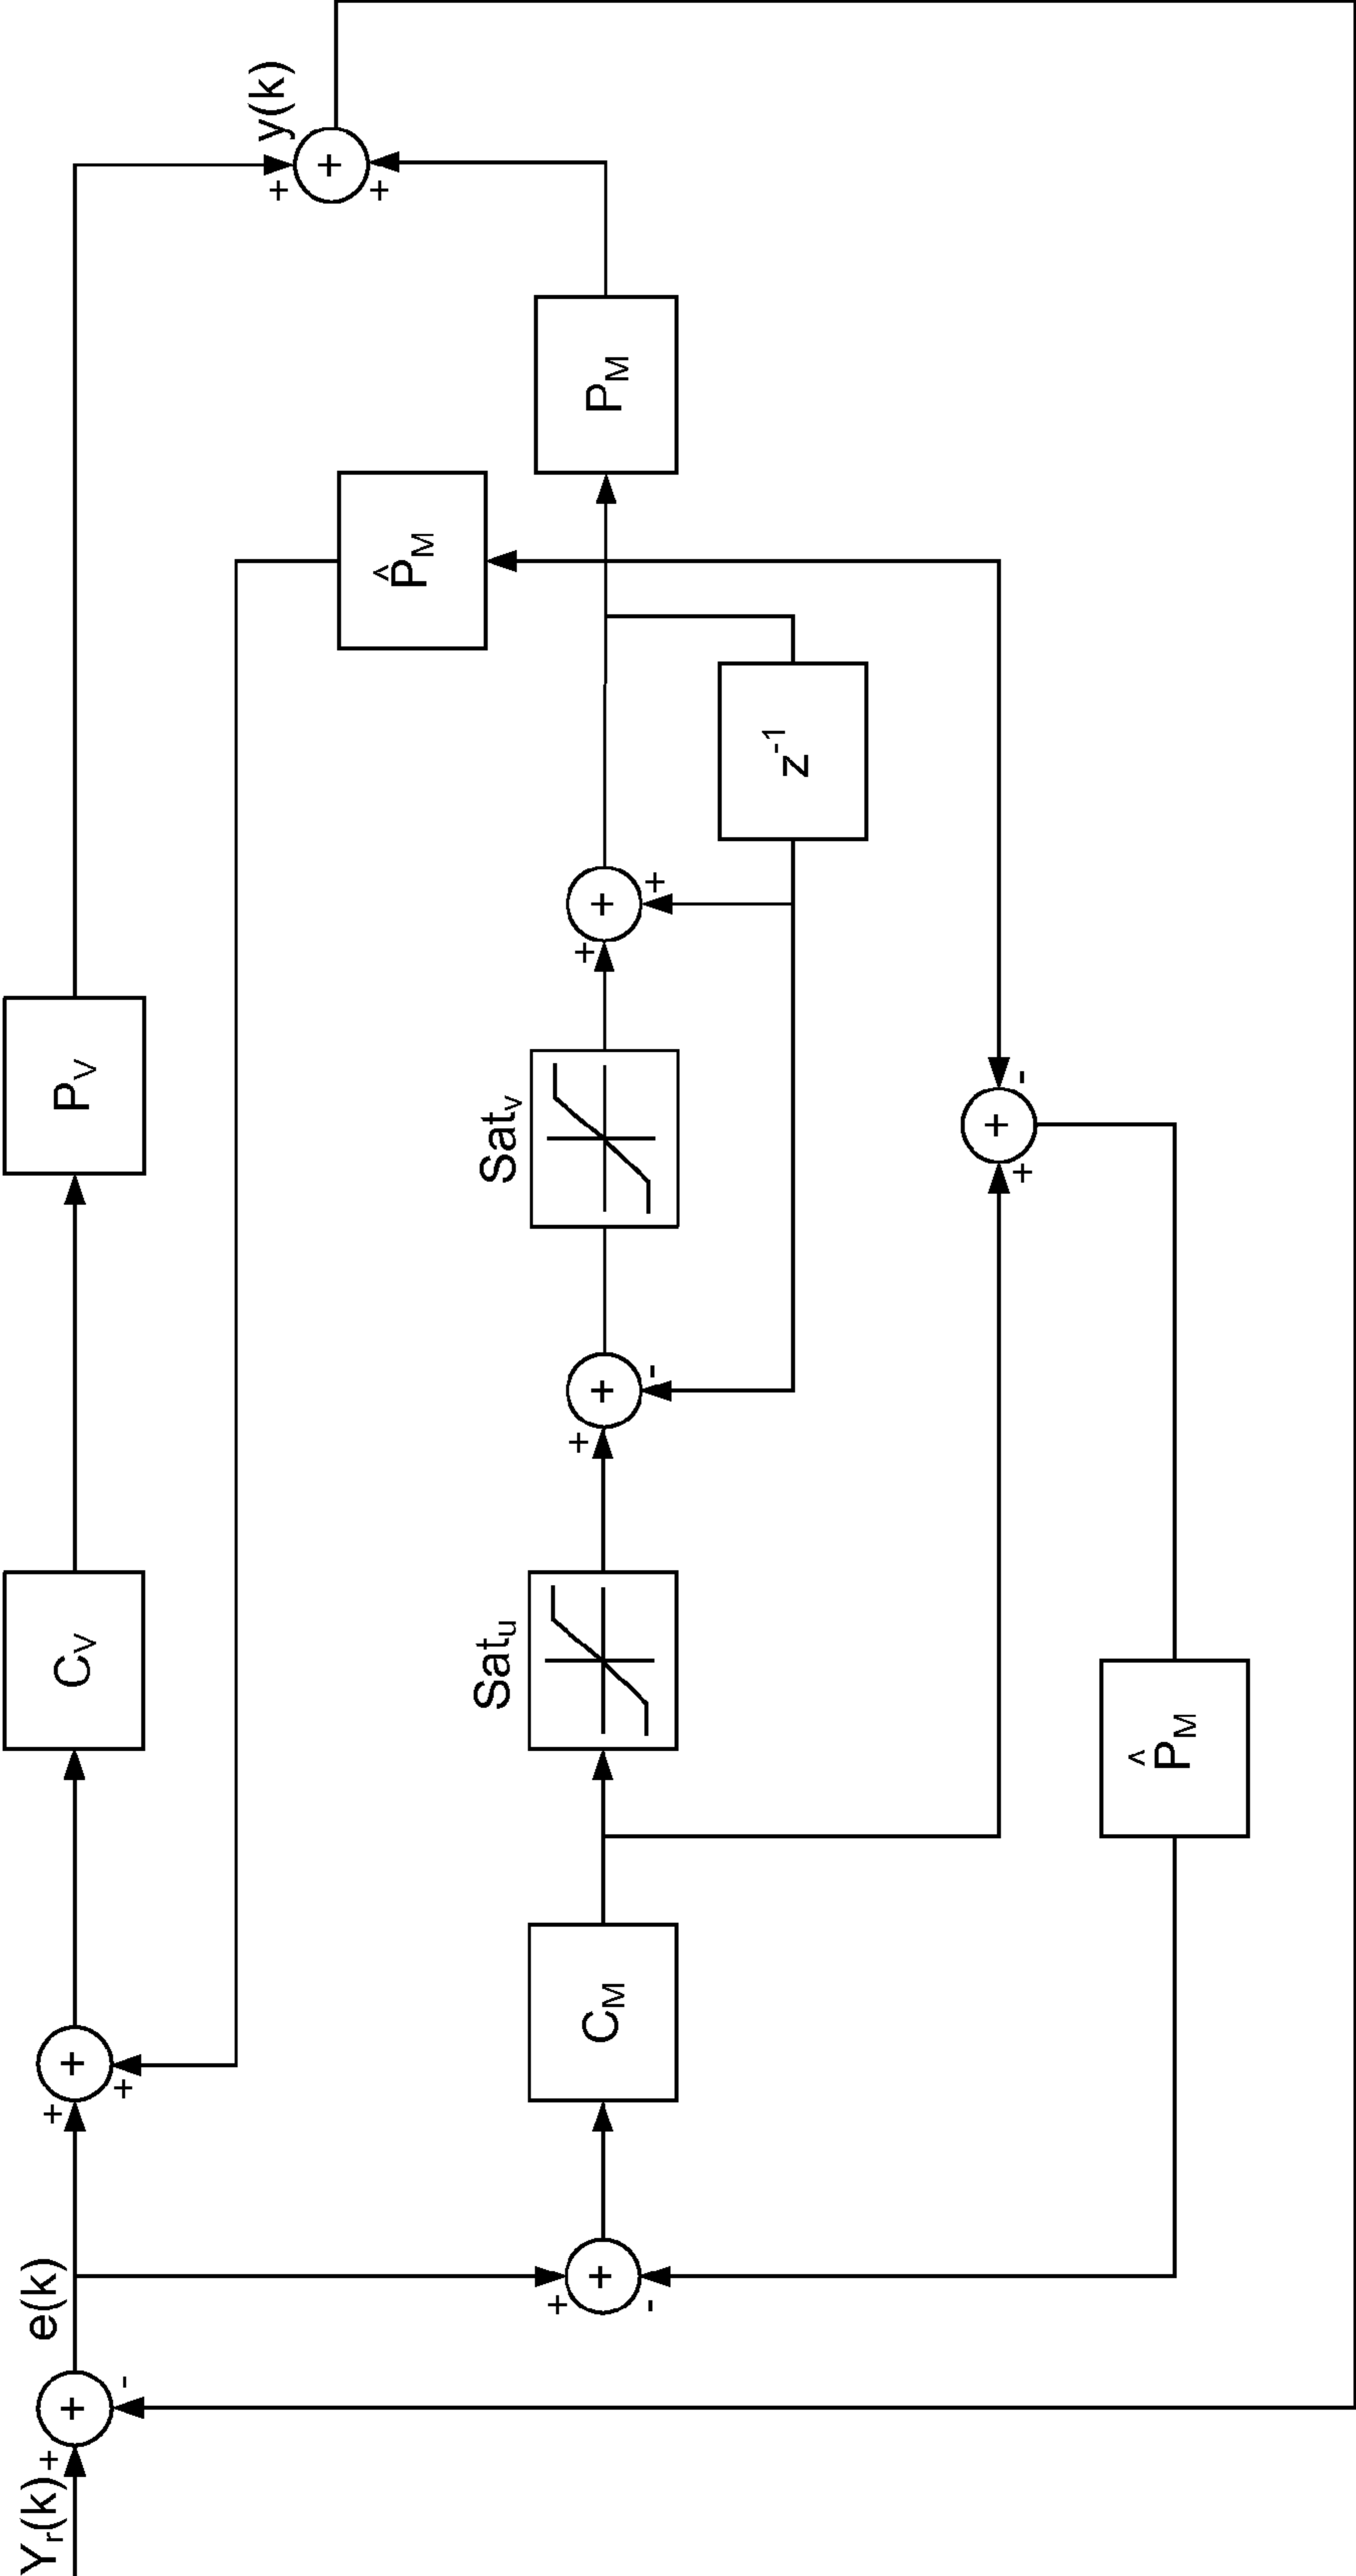 Y_r(k) + + -
e(k)
+ + +
C_V
P_V
+ + +
y(k)
P̂_M
+ + -
C_M
Sat_u
+ + -
Sat_v
+ + +
P_M
z^-1
+ + -
P̂_M